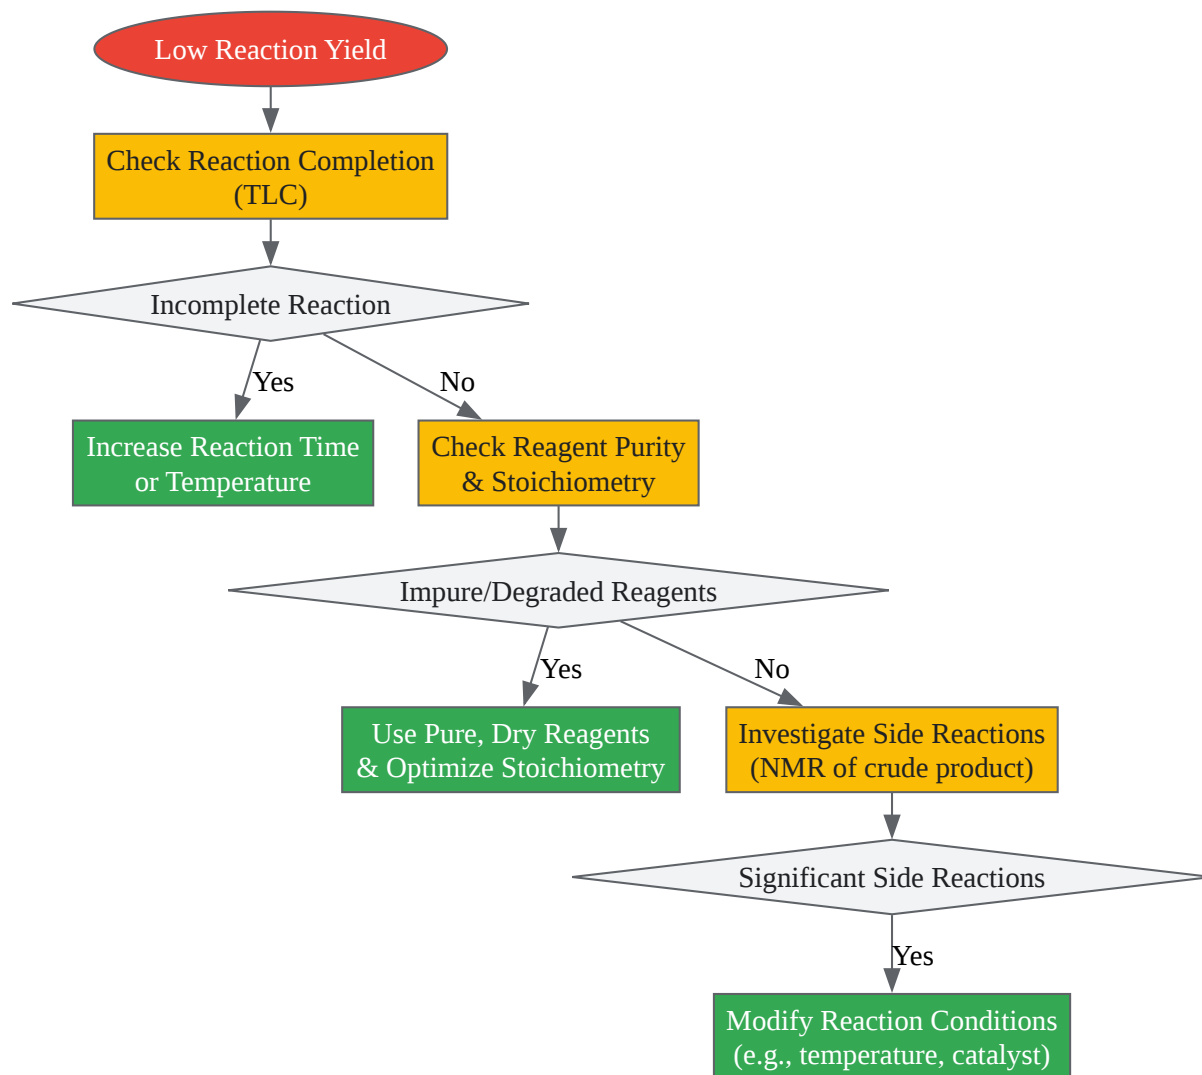 Low Reaction Yield
Check Reaction Completion
(TLC)
Incomplete Reaction
Yes
No
Increase Reaction Time
or Temperature
Check Reagent Purity
& Stoichiometry
Impure/Degraded Reagents
Yes
No
Use Pure, Dry Reagents
& Optimize Stoichiometry
Investigate Side Reactions
(NMR of crude product)
Significant Side Reactions
Yes
Modify Reaction Conditions
(e.g., temperature, catalyst)